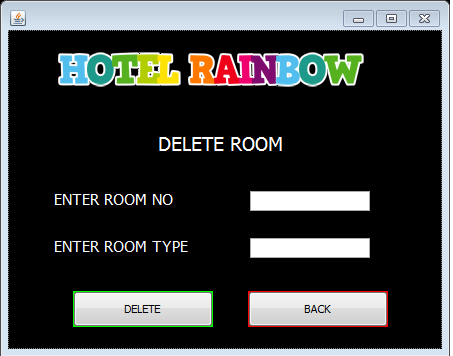 HOTEL RAINBOW
DELETE ROOM
ENTER ROOM NO
ENTER ROOM TYPE
DELETE
BACK